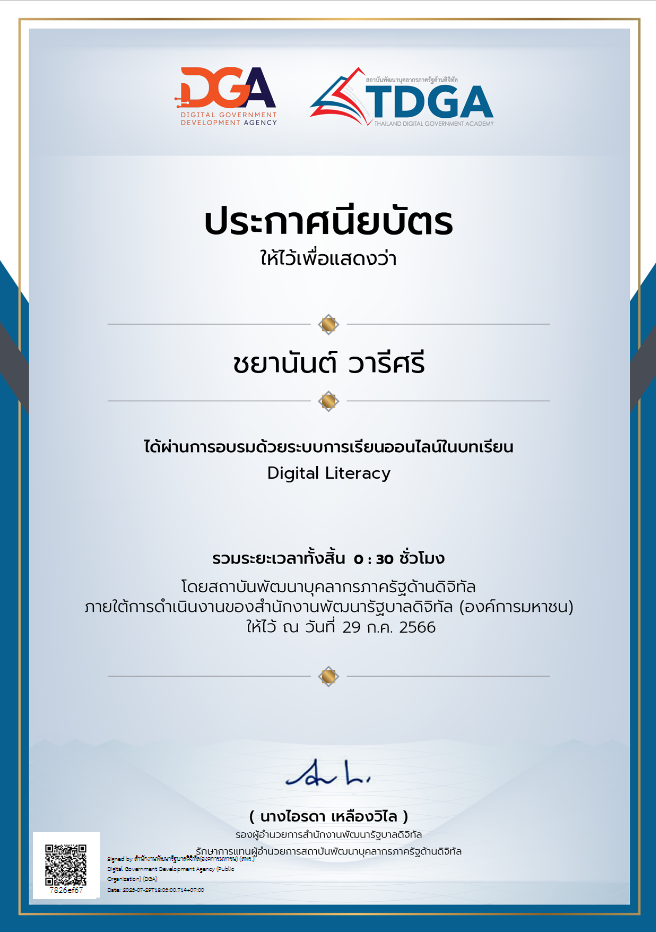 DGA
DIGITAL GOVERNMENT
DEVELOPMENT AGENCY
สถาบันพัฒนาบุคลากรภาครัฐด้านดิจิทัล
TDGA
THAILAND DIGITAL GOVERNMENT ACADEMY
ประกาศนียบัตร
ให้ไว้เพื่อแสดงว่า
ชยานันต์ วารีศรี
ได้ผ่านการอบรมด้วยระบบการเรียนออนไลน์ในบทเรียน
Digital Literacy
รวมระยะเวลาทั้งสิ้น 0 : 30 ชั่วโมง
โดยสถาบันพัฒนาบุคลากรภาครัฐด้านดิจิทัล
ภายใต้การดำเนินงานของสำนักงานพัฒนารัฐบาลดิจิทัล (องค์การมหาชน)
ให้ไว้ ณ วันที่ 29 ก.ค. 2566
( นางไอรดา เหลืองวิไล )
รองผู้อำนวยการสำนักงานพัฒนารัฐบาลดิจิทัล
รักษาการแทนผู้อำนวยการสถาบันพัฒนาบุคลากรภาครัฐด้านดิจิทัล
Signed by สำนักงานพัฒนารัฐบาลดิจิทัล(องค์การมหาชน) (สพร.)
Digital Government Development Agency (Public
Organization) (DGA)
7826ef67